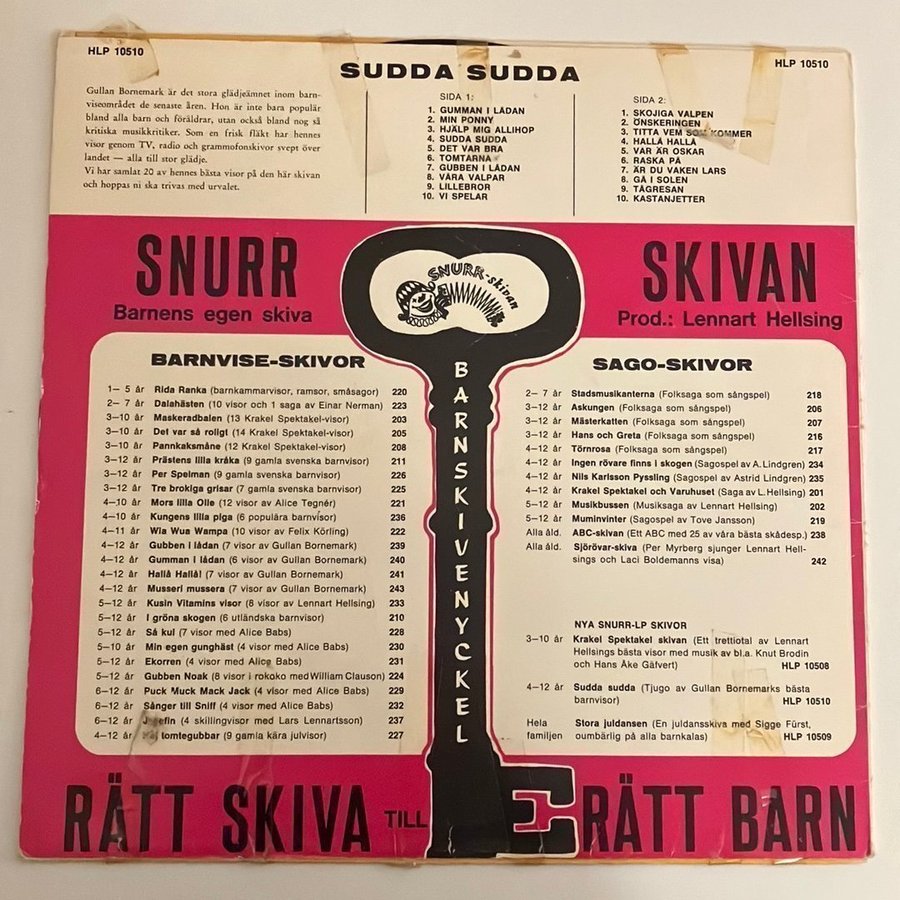 HLP 10510
HLP 10510
SUDDA SUDDA
Gullan Bornemark är det stora glädjeämnet inom barn-
viseområdet de senaste åren. Hon är inte bara populär
bland alla barn och föräldrar, utan också bland nog så
kritiska musikkritiker. Som en frisk fläkt har hennes
visor genom TV, radio och grammofonskivor svept över
landet — alla till stor glädje.
Vi har samlat 20 av hennes bästa visor på den här skivan
och hoppas ni ska trivas med urvalet.
SIDA 1:
1. GUMMAN I LÅDAN
2. MIN PONNY
3. HJÄLP MIG ALLIHOP
4. SUDDA SUDDA
5. DET VAR BRA
6. TOMTARNA
7. GUBBEN I LÅDAN
8. VÅRA VALPAR
9. LILLEBROR
10. VI SPELAR
SIDA 2:
1. SKOJIGA VALPEN
2. ÖNSKERINGEN
3. TITTA VEM SOM KOMMER
4. HALLÅ HALLÅ
5. VAR ÄR OSKAR
6. RASKA PÅ
7. ÄR DU VAKEN LARS
8. GÅ I SOLEN
9. TÅGRESAN
10. KASTANJETTER
SNURR
Barnens egen skiva
SNURR-skivan
SKIVAN
Prod.: Lennart Hellsing
BARNVISE-SKIVOR
1— 5 år Rida Ranka (barnkammarvisor, ramsor, småsagor) 220
2— 7 år Dalahästen (10 visor och 1 saga av Einar Nerman) 223
3—10 år Maskeradbalen (13 Krakel Spektakel-visor) 203
3—10 år Det var så roligt (14 Krakel Spektakel-visor) 205
3—10 år Pannkaksmåne (12 Krakel Spektakel-visor) 208
3—12 år Prästens lilla kråka (9 gamla svenska barnvisor) 211
3—12 år Per Spelman (9 gamla svenska barnvisor) 226
3—12 år Tre brokiga grisar (7 gamla svenska barnvisor) 225
4—10 år Mors lilla Olle (12 visor av Alice Tegnér) 221
4—10 år Kungens lilla piga (6 populära barnvisor) 236
4—11 år Wia Wua Wampa (10 visor av Felix Körling) 222
4—12 år Gubben i lådan (7 visor av Gullan Bornemark) 239
4—12 år Gumman i lådan (6 visor av Gullan Bornemark) 240
4—12 år Hallå Hallå! (7 visor av Gullan Bornemark) 241
4—12 år Musseri mussera (7 visor av Gullan Bornemark) 243
5—12 år Kusin Vitamins visor (8 visor av Lennart Hellsing) 233
5—12 år I gröna skogen (6 utländska barnvisor) 210
5—12 år Så kul (7 visor med Alice Babs) 228
5—10 år Min egen gunghäst (4 visor med Alice Babs) 230
5—12 år Ekorren (4 visor med Alice Babs) 231
5—12 år Gubben Noak (8 visor i rokoko med William Clauson) 224
6—12 år Puck Muck Mack Jack (4 visor med Alice Babs) 229
6—12 år Sånger till Sniff (4 visor med Alice Babs) 232
6—12 år (4 skillingvisor med Lars Lennartsson) 237
4—12 år tomtegubbar (9 gamla kära julvisor) 227
BARNSKIVENYCKEL
SAGO-SKIVOR
2— 7 år Stadsmusikanterna (Folksaga som sångspel) 218
3—12 år Askungen (Folksaga som sångspel) 206
3—12 år Mästerkatten (Folksaga som sångspel) 207
3—12 år Hans och Greta (Folksaga som sångspel) 216
4—12 år Törnrosa (Folksaga som sångspel) 217
4—12 år Ingen rövare finns i skogen (Sagospel av A. Lindgren) 234
4—12 år Nils Karlsson Pyssling (Sagospel av Astrid Lindgren) 235
4—12 år Krakel Spektakel och Varuhuset (Saga av L. Hellsing) 201
5—12 år Musikbussen (Musiksaga av Lennart Hellsing) 202
5—12 år Muminvinter (Sagospel av Tove Jansson) 219
Alla åld. ABC-skivan (Ett ABC med 25 av våra bästa skådesp.) 238
Alla åld. Sjörövar-skiva (Per Myrberg sjunger Lennart Hell-
sings och Laci Boldemanns visa) 242
NYA SNURR-LP SKIVOR
3—10 år Krakel Spektakel skivan (Ett trettiotal av Lennart
Hellsings bästa visor med musik av bl.a. Knut Brodin
och Hans Åke Gäfvert) HLP 10508
4—12 år Sudda sudda (Tjugo av Gullan Bornemarks bästa
barnvisor) HLP 10510
Hela Stora juldansen (En juldansskiva med Sigge Fürst,
familjen oumbärlig på alla barnkalas) HLP 10509
RÄTT SKIVA TILL RÄTT BARN